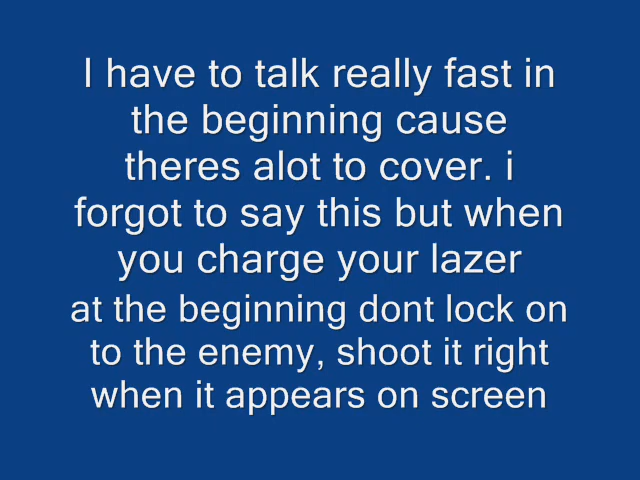 I have to talk really fast in
the beginning cause
theres alot to cover. i
forgot to say this but when
you charge your lazer
at the beginning dont lock on
to the enemy, shoot it right
when it appears on screen